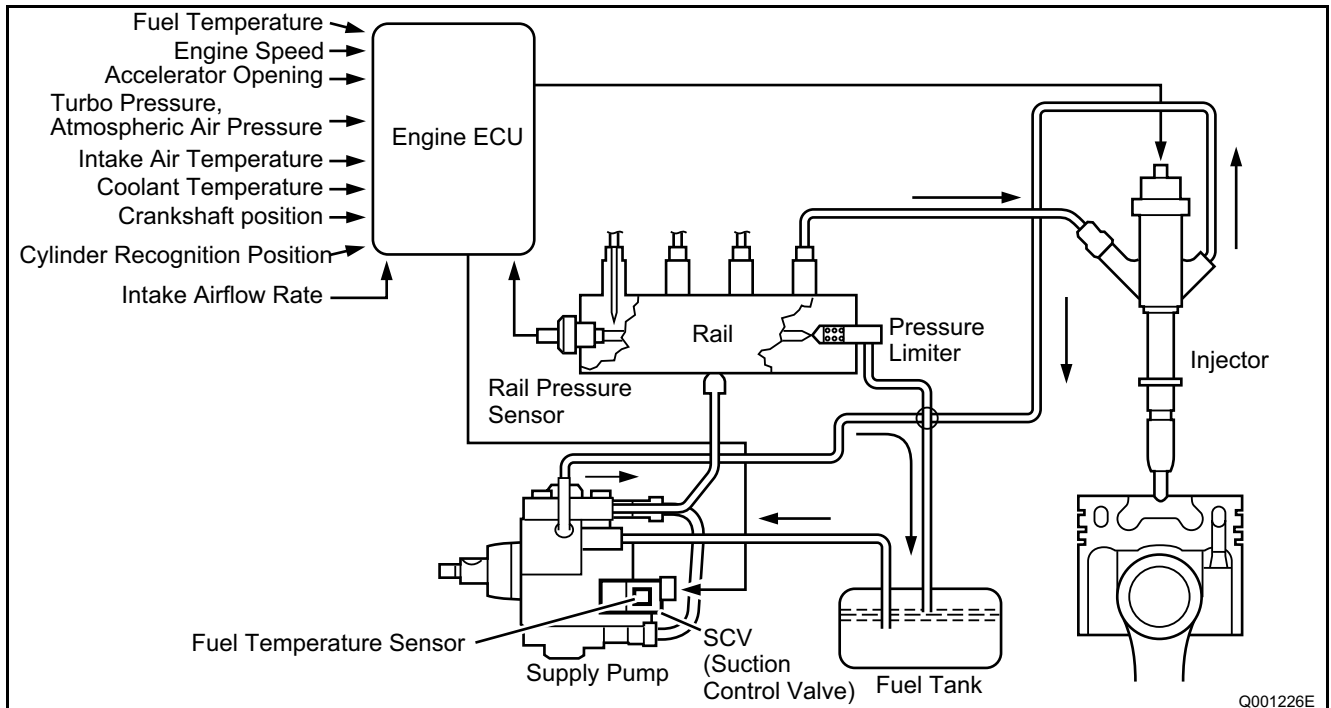 Fuel Temperature
Engine Speed
Accelerator Opening
Turbo Pressure,
Atmospheric Air Pressure
Intake Air Temperature
Coolant Temperature
Crankshaft position
Cylinder Recognition Position
Intake Airflow Rate
Engine ECU
Rail
Pressure
Limiter
Injector
Rail Pressure
Sensor
Fuel Temperature Sensor
Supply Pump
SCV
(Suction
Control Valve)
Fuel Tank
Q001226E